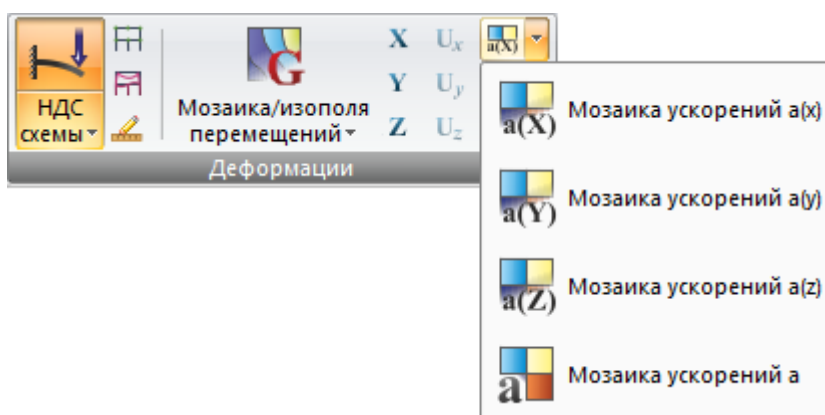 НДС
схемы
G
Мозаика/изополя
перемещений
X Ux
Y Uy
Z Uz
a(X)
Деформации
a(X) Мозаика ускорений a(x)
a(Y) Мозаика ускорений a(y)
a(Z) Мозаика ускорений a(z)
a Мозаика ускорений a